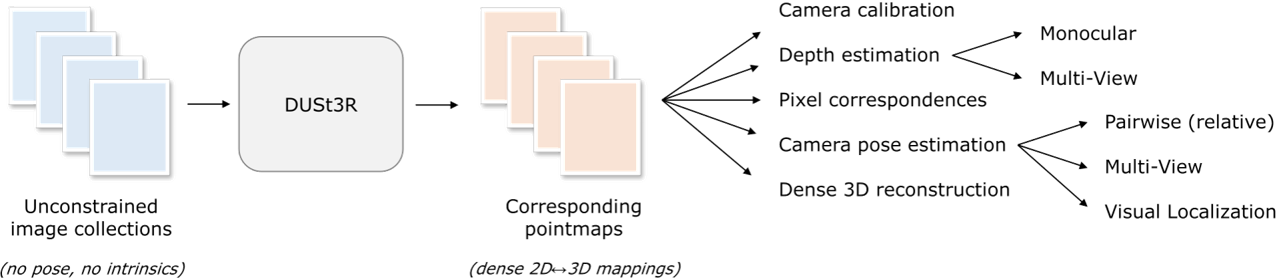 Unconstrained
image collections
(no pose, no intrinsics)
DUSt3R
Corresponding
pointmaps
(dense 2D↔3D mappings)
Camera calibration
Depth estimation
Monocular
Multi-View
Pixel correspondences
Camera pose estimation
Pairwise (relative)
Multi-View
Visual Localization
Dense 3D reconstruction